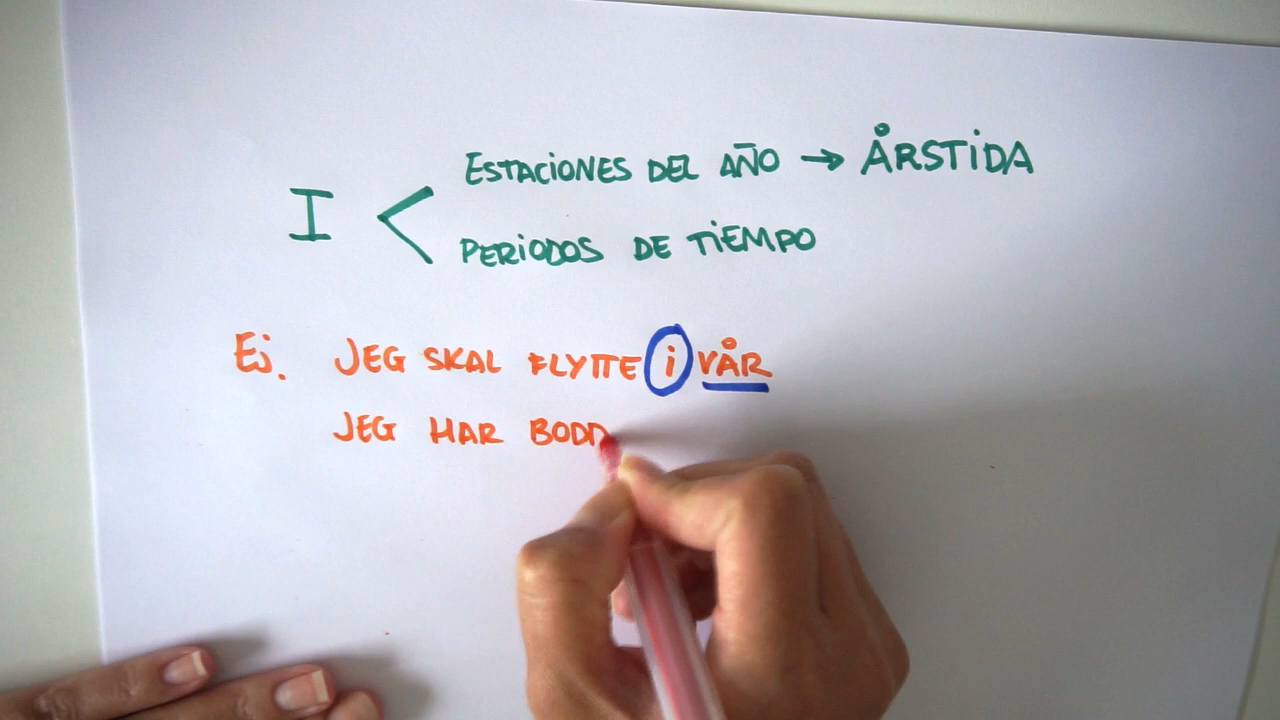 I < ESTACIONES DEL AÑO → ÅRSTIDA
PERIODOS DE TIEMPO
Ej. JEG SKAL FLYTTE i VÅR
JEG HAR BODD